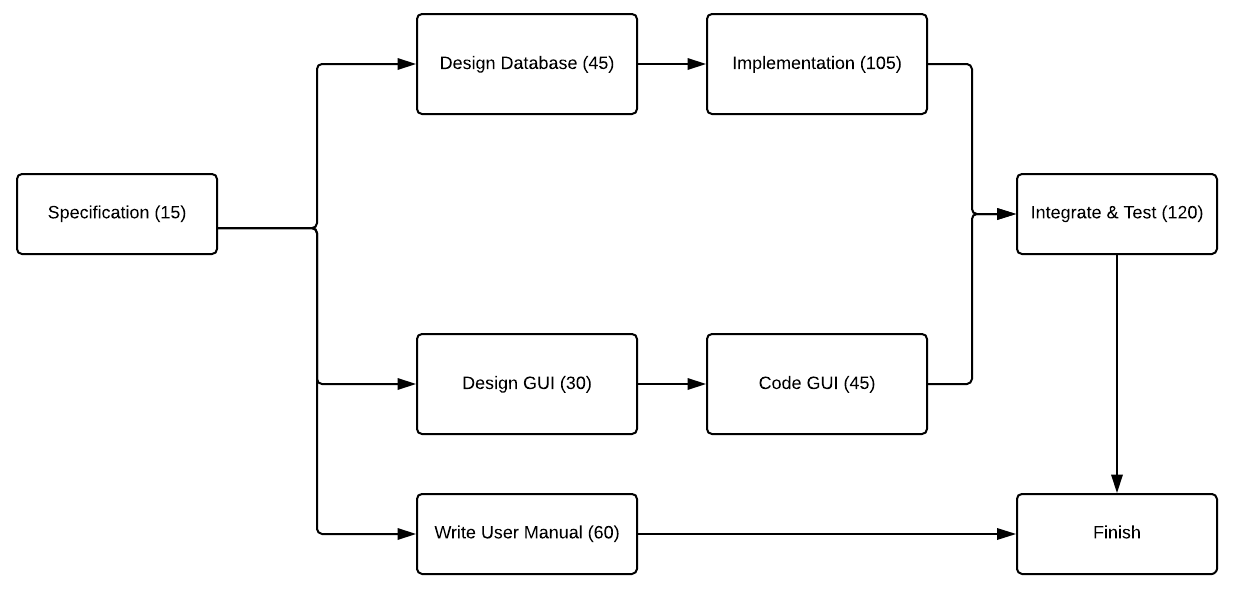 Design Database (45)
Implementation (105)
Specification (15)
Integrate & Test (120)
Design GUI (30)
Code GUI (45)
Write User Manual (60)
Finish